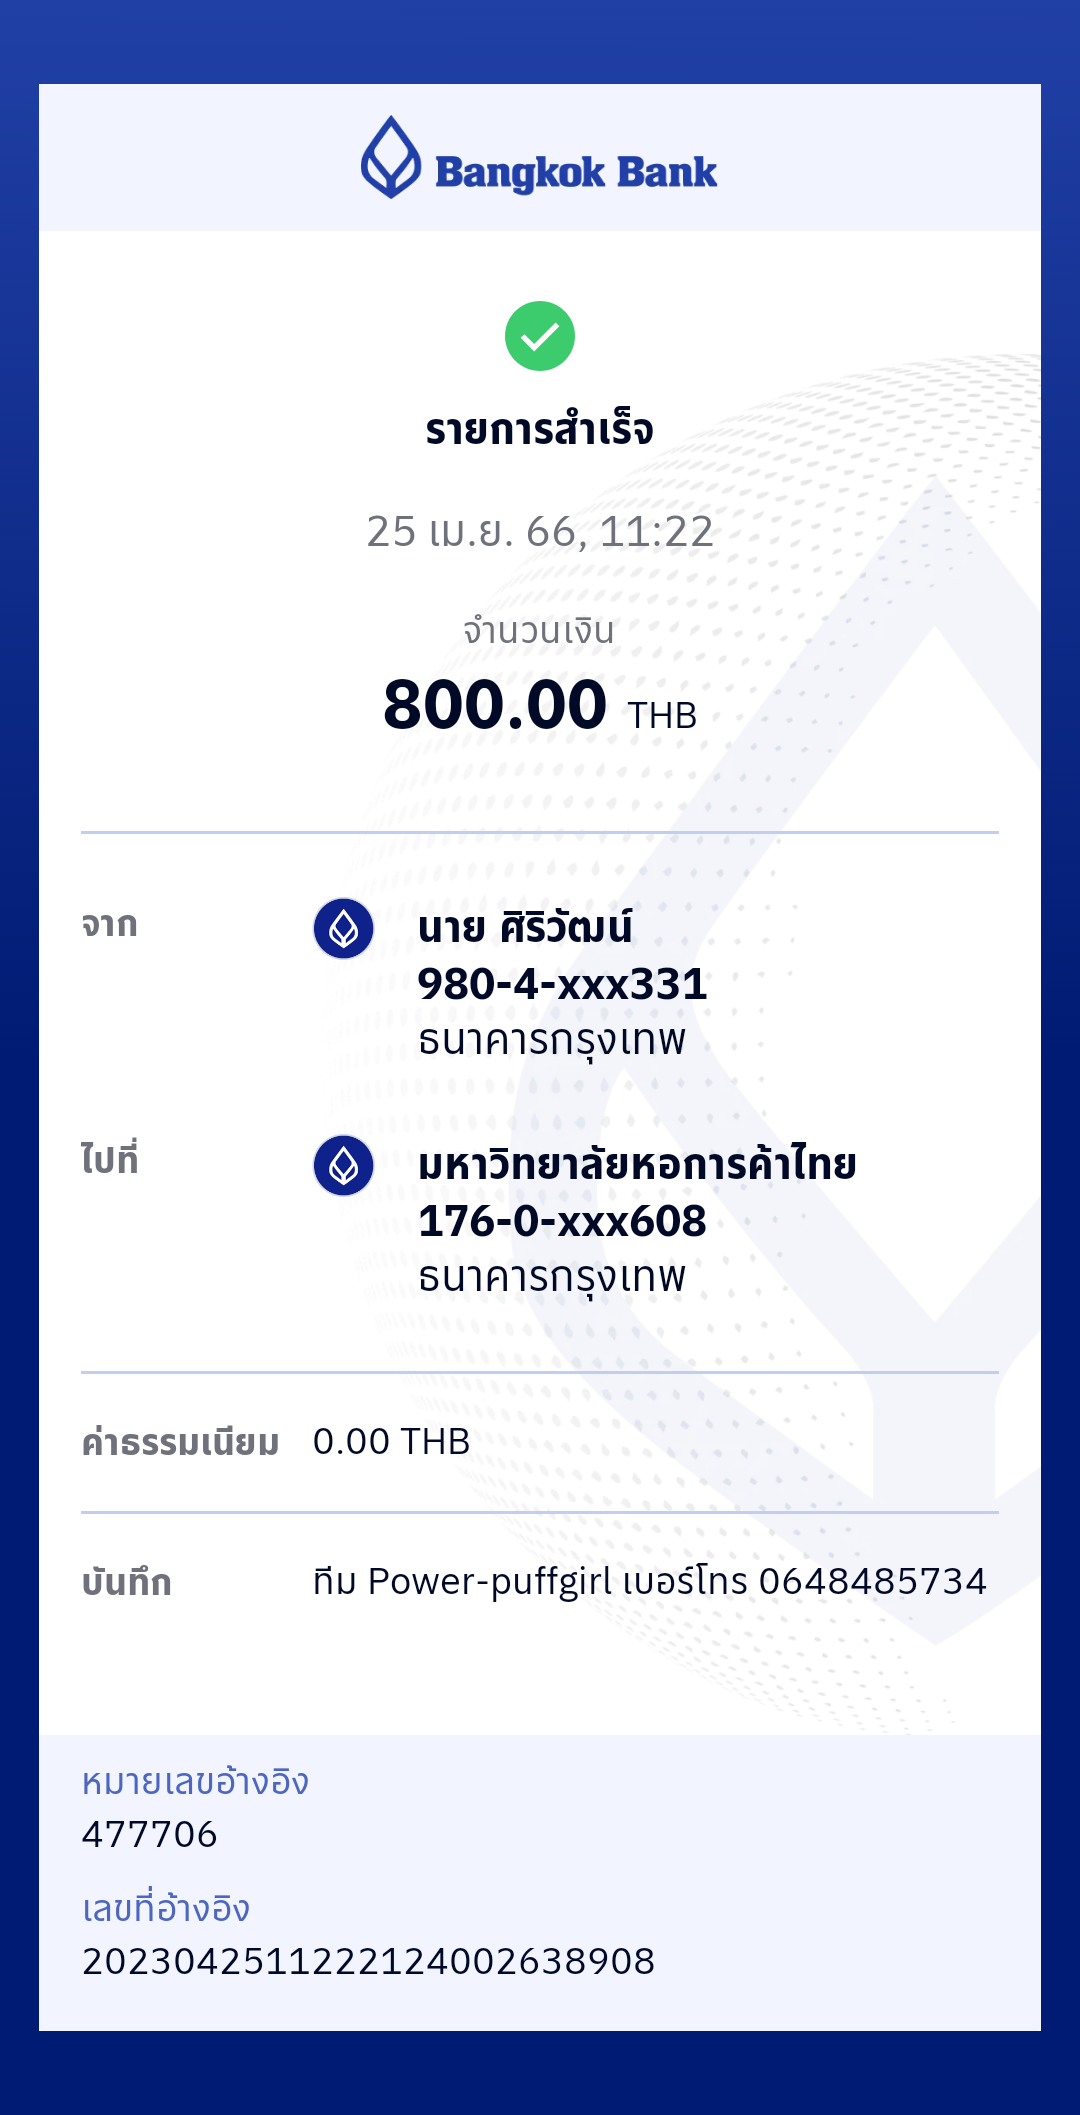 Bangkok Bank
รายการสำเร็จ
25 เม.ย. 66, 11:22
จำนวนเงิน
800.00 THB
จาก
นาย ศิริวัฒน์
980-4-xxx331
ธนาคารกรุงเทพ
ไปที่
มหาวิทยาลัยหอการค้าไทย
176-0-xxx608
ธนาคารกรุงเทพ
ค่าธรรมเนียม 0.00 THB
บันทึก ทีม Power-puffgirl เบอร์โทร 0648485734
หมายเลขอ้างอิง
477706
เลขที่อ้างอิง
2023042511222124002638908